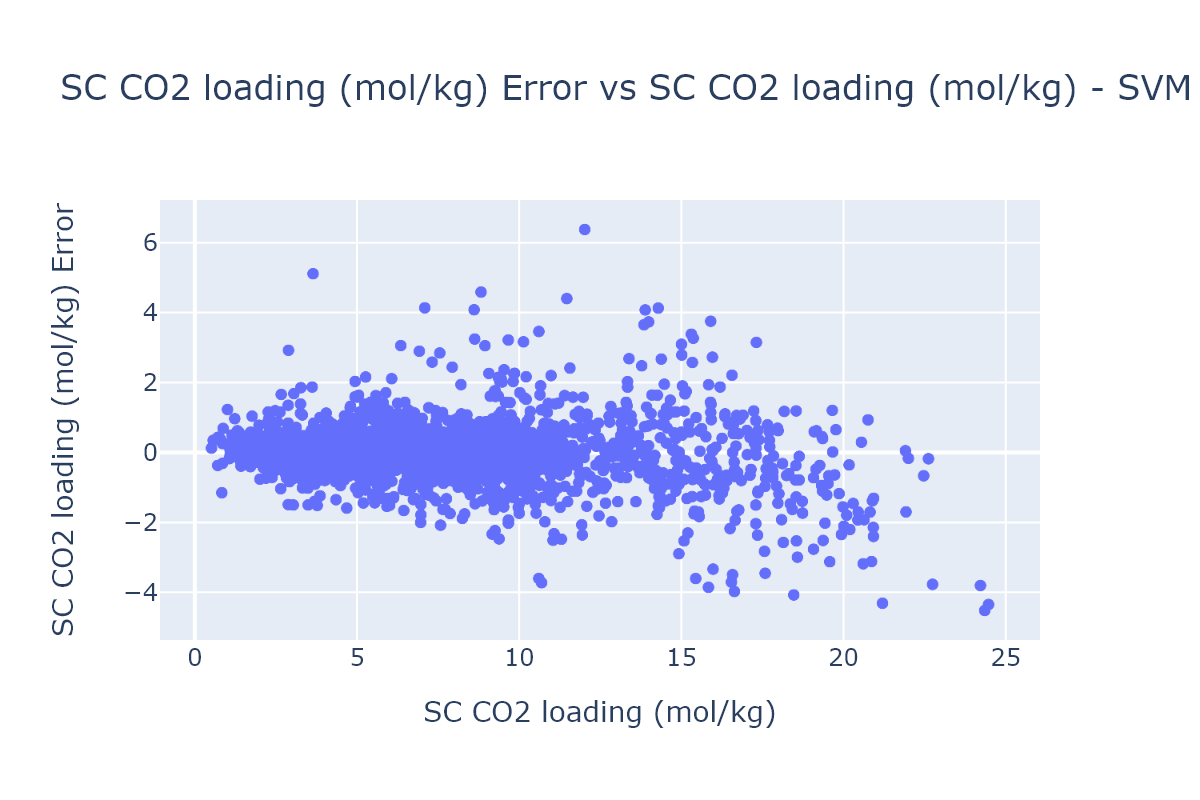 SC CO2 loading (mol/kg) Error vs SC CO2 loading (mol/kg) - SVM
SC CO2 loading (mol/kg) Error
6
4
2
0
−2
−4
0 5 10 15 20 25
SC CO2 loading (mol/kg)